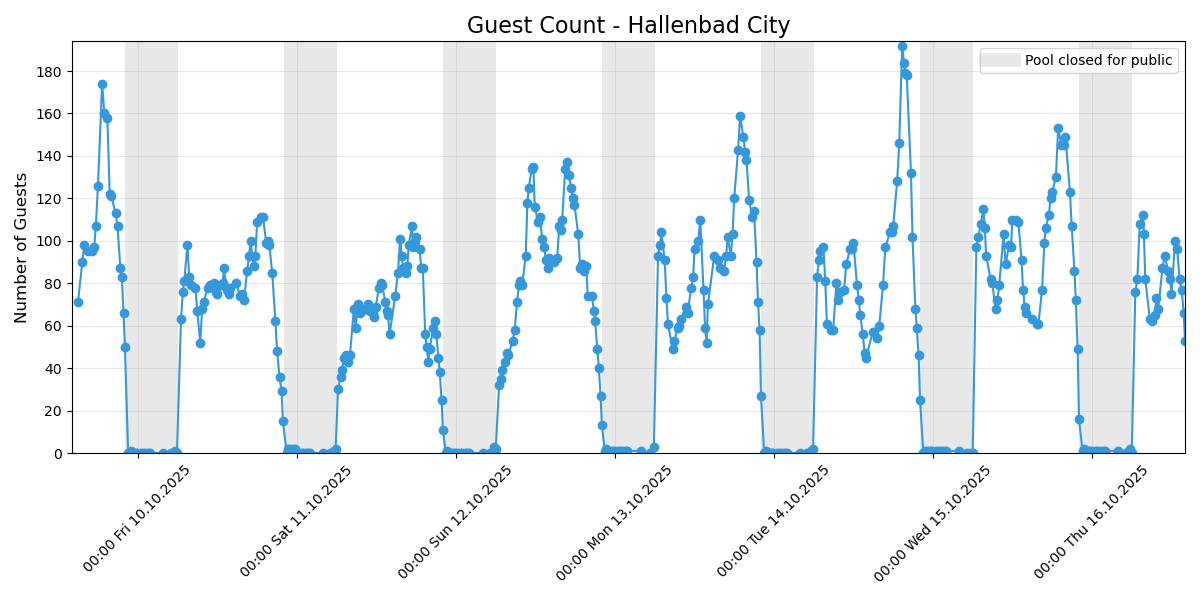 Guest Count - Hallenbad City
Pool closed for public
Number of Guests
180
160
140
120
100
80
60
40
20
0
00:00 Fri 10.10.2025
00:00 Sat 11.10.2025
00:00 Sun 12.10.2025
00:00 Mon 13.10.2025
00:00 Tue 14.10.2025
00:00 Wed 15.10.2025
00:00 Thu 16.10.2025